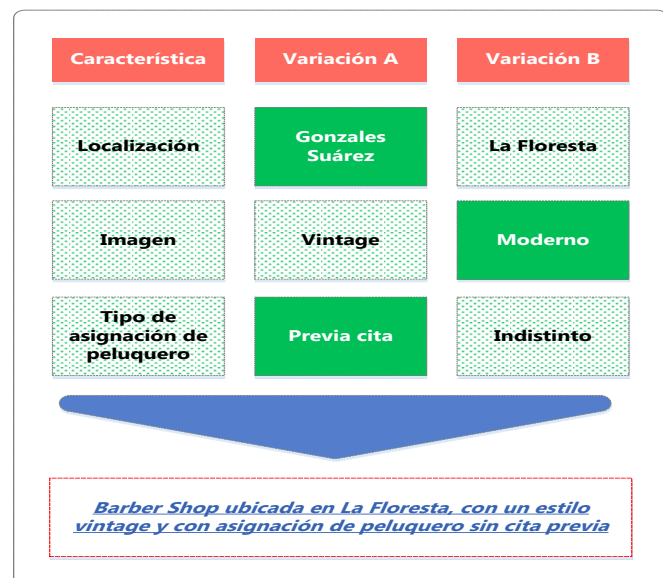 Característica
Variación A
Variación B
Localización
Gonzales
Suárez
La Floresta
Imagen
Vintage
Moderno
Tipo de
asignación de
peluquero
Previa cita
Indistinto
Barber Shop ubicada en La Floresta, con un estilo
vintage y con asignación de peluquero sin cita previa